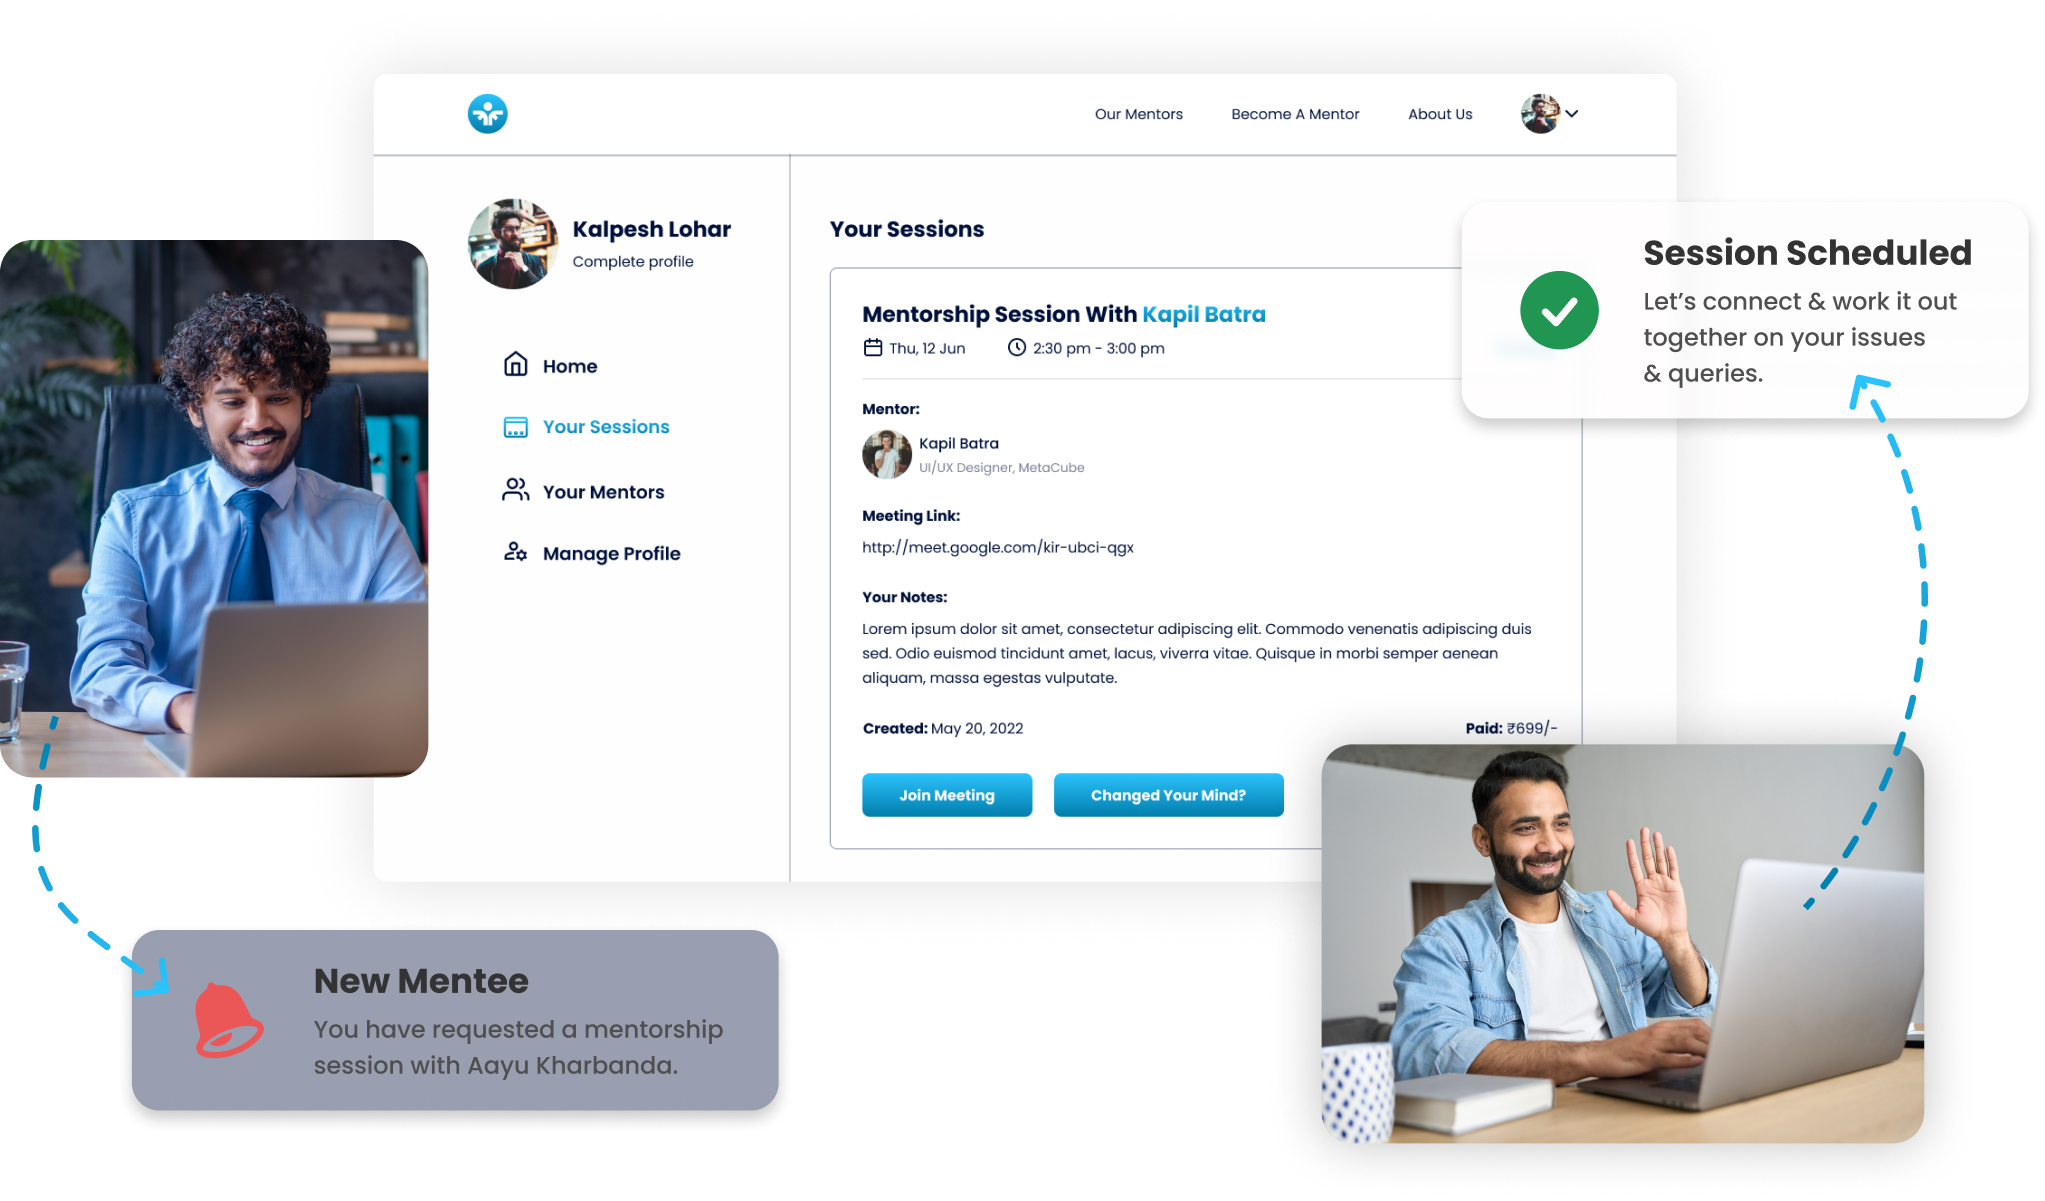 Our Mentors
Become A Mentor
About Us
Kalpesh Lohar
Complete profile
Home
Your Sessions
Your Mentors
Manage Profile
Your Sessions
Mentorship Session With Kapil Batra
Thu, 12 Jun
2:30 pm - 3:00 pm
Mentor:
Kapil Batra
UI/UX Designer, MetaCube
Meeting Link:
http://meet.google.com/kir-ubci-qgx
Your Notes:
Lorem ipsum dolor sit amet, consectetur adipiscing elit. Commodo venenatis adipiscing duis
sed. Odio euismod tincidunt amet, lacus, viverra vitae. Quisque in morbi semper aenean
aliquam, massa egestas vulputate.
Created: May 20, 2022
Paid: ₹699/-
Join Meeting
Changed Your Mind?
Session Scheduled
Let's connect & work it out
together on your issues
& queries.
New Mentee
You have requested a mentorship
session with Aayu Kharbanda.